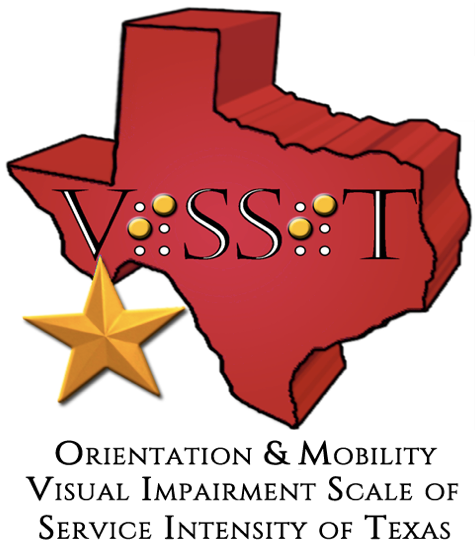 V⠊SS⠊T
ORIENTATION & MOBILITY
VISUAL IMPAIRMENT SCALE OF
SERVICE INTENSITY OF TEXAS